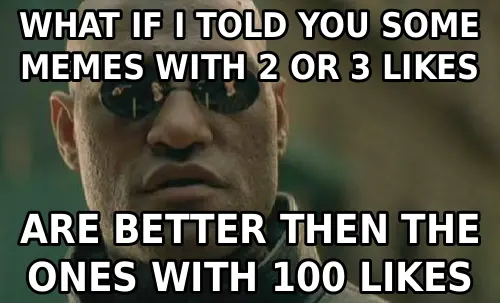 WHAT IF I TOLD YOU SOME
MEMES WITH 2 OR 3 LIKES
ARE BETTER THEN THE
ONES WITH 100 LIKES